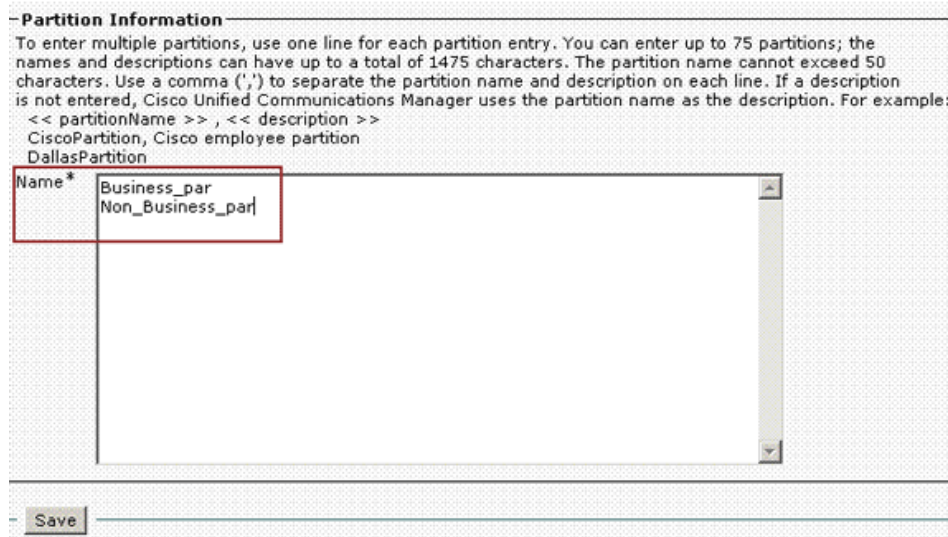 Partition Information
To enter multiple partitions, use one line for each partition entry. You can enter up to 75 partitions; the
names and descriptions can have up to a total of 1475 characters. The partition name cannot exceed 50
characters. Use a comma (',') to separate the partition name and description on each line. If a description
is not entered, Cisco Unified Communications Manager uses the partition name as the description. For example:
<< partitionName >> , << description >>
CiscoPartition, Cisco employee partition
DallasPartition
Name*
Business_par
Non_Business_par
Save